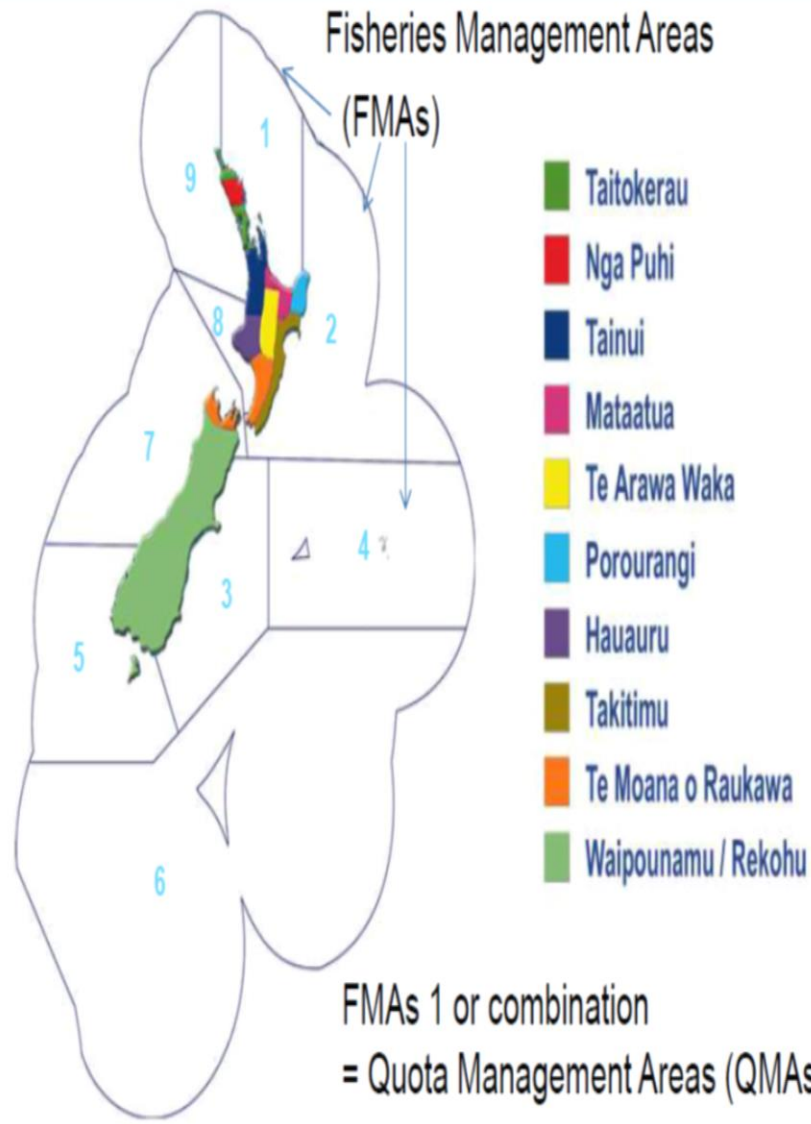 Fisheries Management Areas
(FMAs)
1
9
8
2
7
4
3
5
6
Taitokerau
Nga Puhi
Tainui
Mataatua
Te Arawa Waka
Porourangi
Hauauru
Takitimu
Te Moana o Raukawa
Waipounamu / Rekohu
FMAs 1 or combination
= Quota Management Areas (QMAs